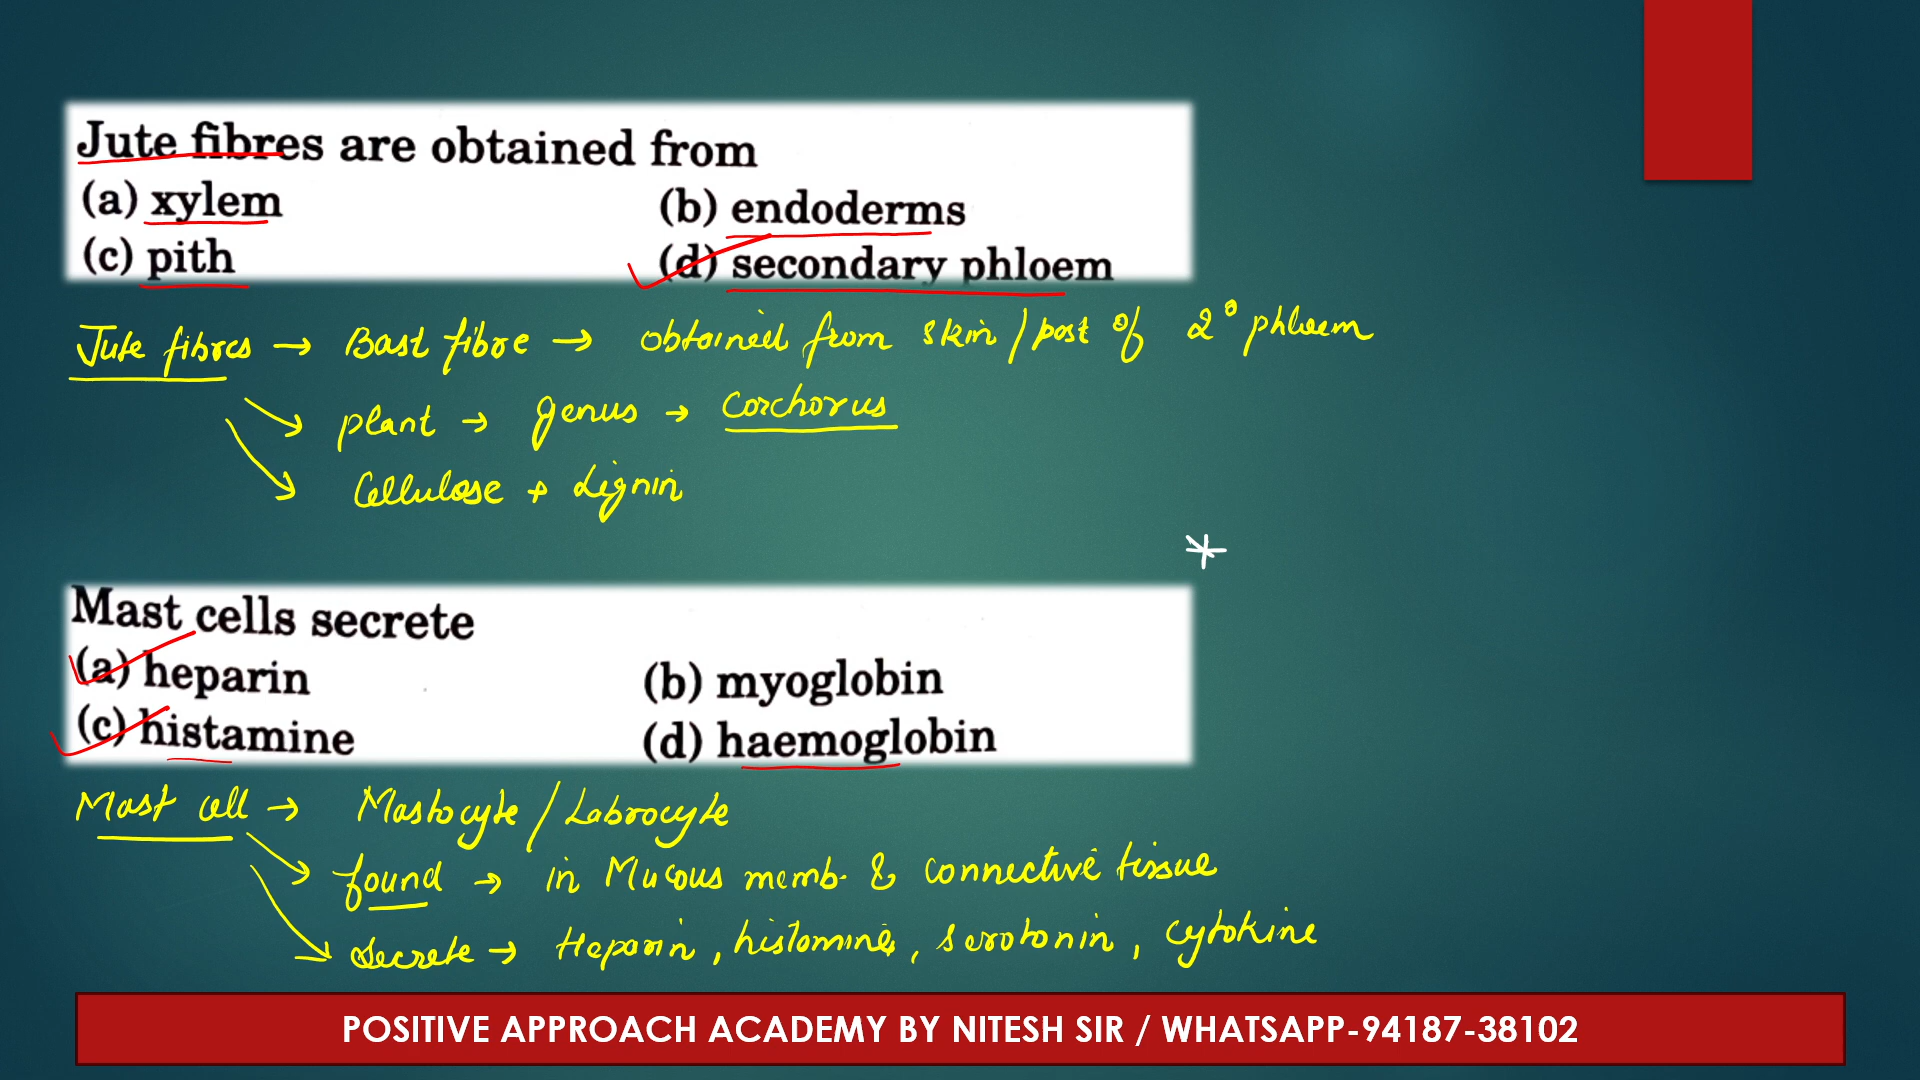 Jute fibres are obtained from
(a) xylem (b) endoderms
(c) pith (d) secondary phloem
Jute fibres → Bast fibre → obtained from skin / part of 2° phloem
plant → genus → Corchorus
Cellulose + Lignin
Mast cells secrete
(a) heparin (b) myoglobin
(c) histamine (d) haemoglobin
Mast cell → Mastocyte / Labrocyte
found → in Mucous memb. & connective tissue
Secrete → Heparin, histamine, serotonin, cytokine
POSITIVE APPROACH ACADEMY BY NITESH SIR / WHATSAPP-94187-38102